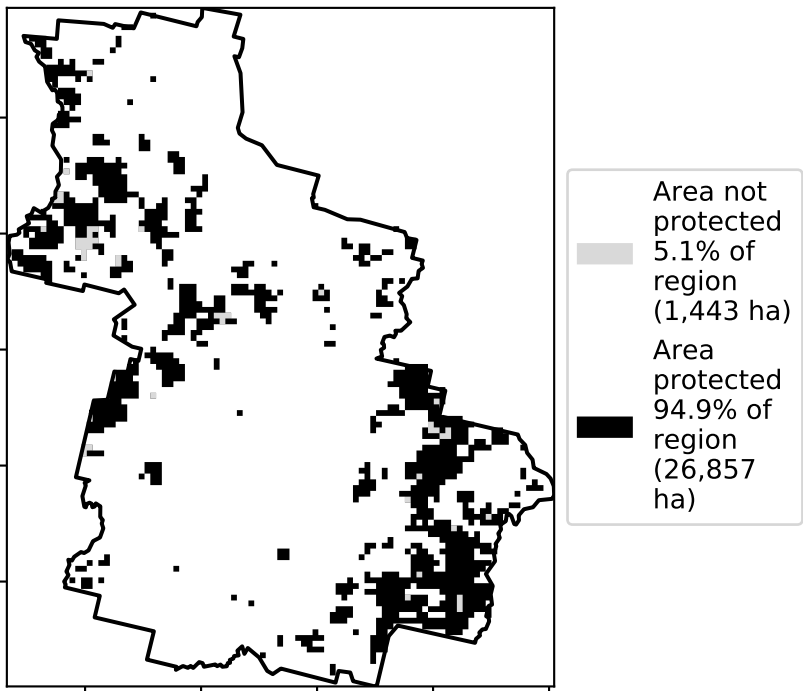 Area not
protected
5.1% of
region
(1,443 ha)
Area
protected
94.9% of
region
(26,857
ha)